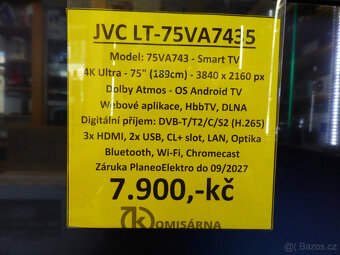 JVC LT-75VA7435
Model: 75VA743 - Smart TV
4K Ultra - 75" (189cm) - 3840 x 2160 px
Dolby Atmos - OS Android TV
Webové aplikace, HbbTV, DLNA
Digitální příjem: DVB-T/T2/C/S2 (H.265)
3x HDMI, 2x USB, CL+ slot, LAN, Optika
Bluetooth, Wi-Fi, Chromecast
Záruka PlaneoElektro do 09/2027
7.900,-kč
KOMISÁRNA
Sbazar.cz